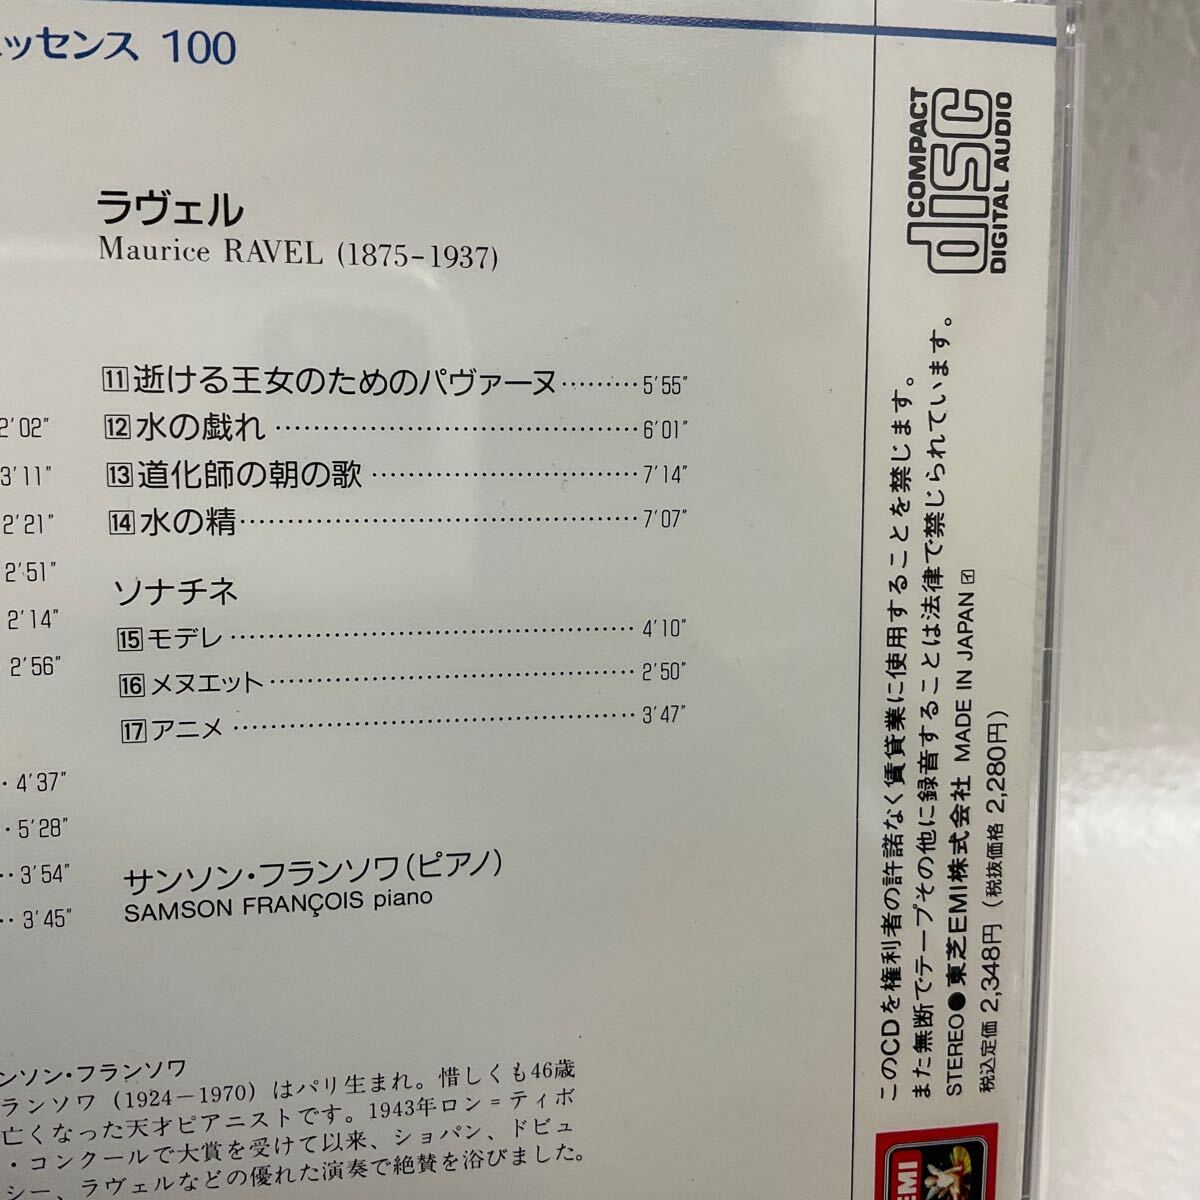 ッセンス 100
ラヴェル
Maurice RAVEL (1875-1937)
11 逝ける王女のためのパヴァーヌ………5'55"
12 水の戯れ………6'01"
13 道化師の朝の歌………7'14"
14 水の精………7'07"
ソナチネ
15 モデレ………4'10"
16 メヌエット………2'50"
17 アニメ………3'47"
サンソン・フランソワ(ピアノ)
SAMSON FRANÇOIS piano
2'02"
3'11"
2'21"
2'51"
2'14"
2'56"
4'37"
5'28"
3'54"
3'45"
ンソン・フランソワ
ランソワ (1924-1970) はパリ生まれ。惜しくも46歳
亡くなった天才ピアニストです。1943年ロン=ティボ
・コンクールで大賞を受けて以来、ショパン、ドビュ
シー、ラヴェルなどの優れた演奏で絶賛を浴びました。
COMPACT
disc
DIGITAL AUDIO
このCDを権利者の許諾なく賃貸業に使用することを禁じます。
また無断でテープその他に録音することは法律で禁じられています。
STEREO●東芝EMI株式会社 MADE IN JAPAN イ
税込定価 2,348円 (税抜価格 2,280円)
EMI